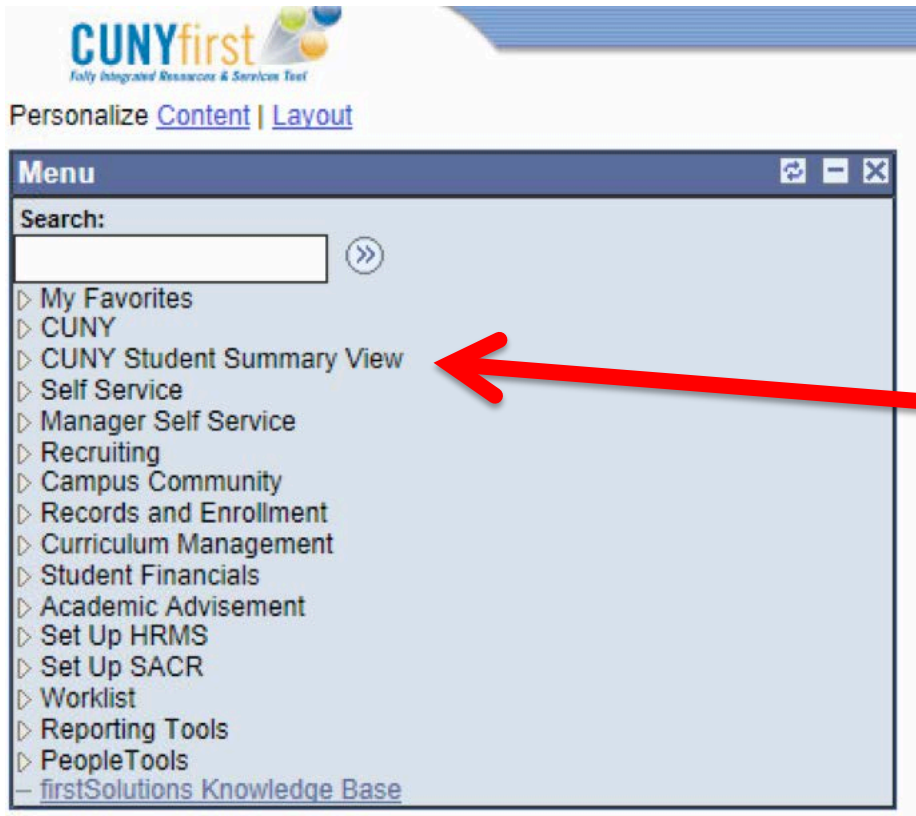 CUNYfirst
Fully Integrated Resources & Services Tool
Personalize Content | Layout
Menu
Search:
My Favorites
CUNY
CUNY Student Summary View
Self Service
Manager Self Service
Recruiting
Campus Community
Records and Enrollment
Curriculum Management
Student Financials
Academic Advisement
Set Up HRMS
Set Up SACR
Worklist
Reporting Tools
PeopleTools
firstSolutions Knowledge Base